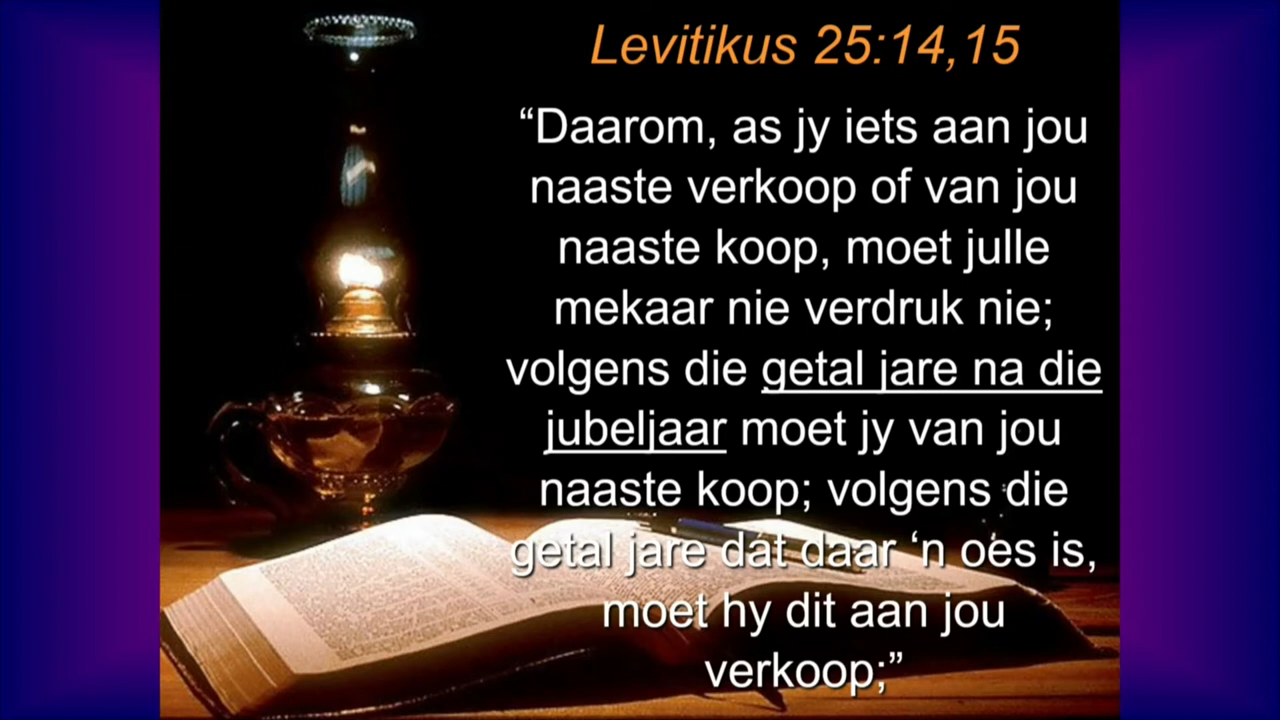 Levitikus 25:14,15
“Daarom, as jy iets aan jou
naaste verkoop of van jou
naaste koop, moet julle
mekaar nie verdruk nie;
volgens die getal jare na die
jubeljaar moet jy van jou
naaste koop; volgens die
getal jare dát daar ‘n oes is,
moet hy dit aan jou
verkoop;”